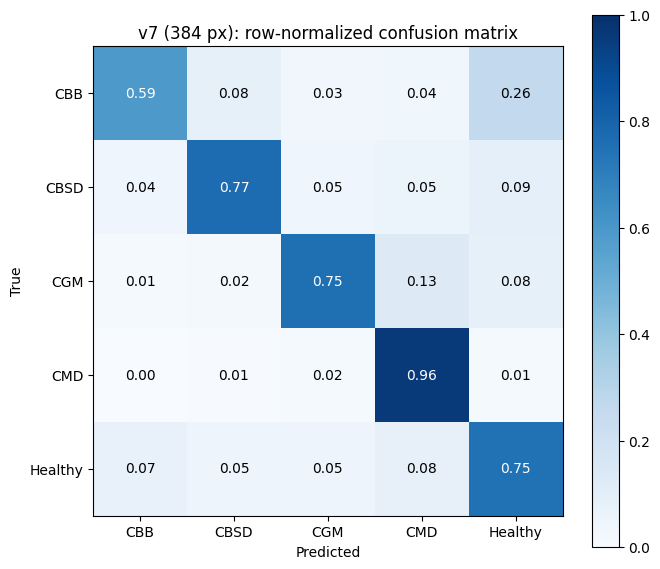 v7 (384 px): row-normalized confusion matrix
True
CBB 0.59 0.08 0.03 0.04 0.26
CBSD 0.04 0.77 0.05 0.05 0.09
CGM 0.01 0.02 0.75 0.13 0.08
CMD 0.00 0.01 0.02 0.96 0.01
Healthy 0.07 0.05 0.05 0.08 0.75
CBB CBSD CGM CMD Healthy
Predicted
1.0
0.8
0.6
0.4
0.2
0.0